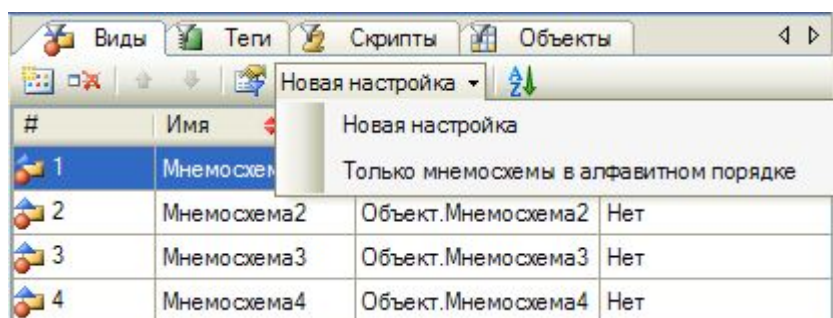 Виды Теги Скрипты Объекты
Новая настройка
# Имя Новая настройка
1 Мнемосхем Только мнемосхемы в алфавитном порядке
2 Мнемосхема2 Объект.Мнемосхема2 Нет
3 Мнемосхема3 Объект.Мнемосхема3 Нет
4 Мнемосхема4 Объект.Мнемосхема4 Нет